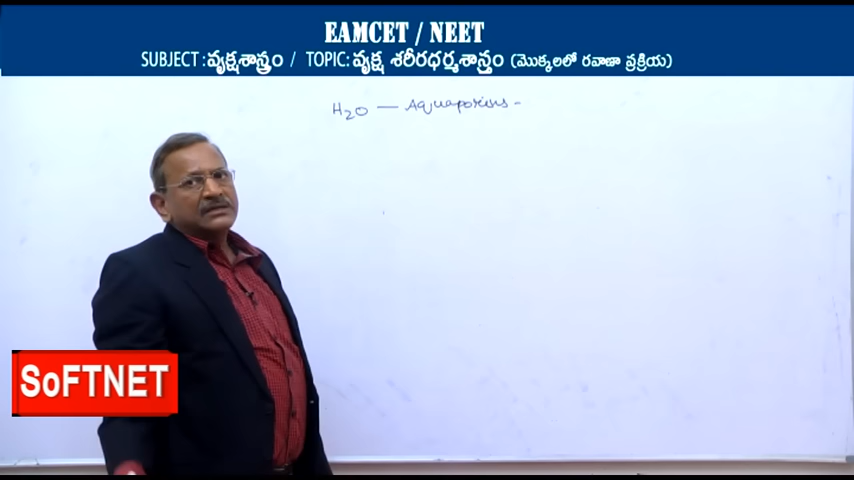 EAMCET / NEET
SUBJECT : వృక్షశాస్త్రం / TOPIC: వృక్ష శరీరధర్మశాస్త్రం (మొక్కలలో రవాణా ప్రక్రియ)
H2O — Aquaporins -
SoFTNET